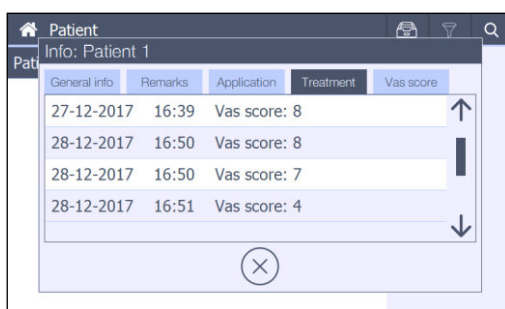 Patient
Info: Patient 1
Pati
General info Remarks Application Treatment Vas score
27-12-2017 16:39 Vas score: 8
28-12-2017 16:50 Vas score: 8
28-12-2017 16:50 Vas score: 7
28-12-2017 16:51 Vas score: 4